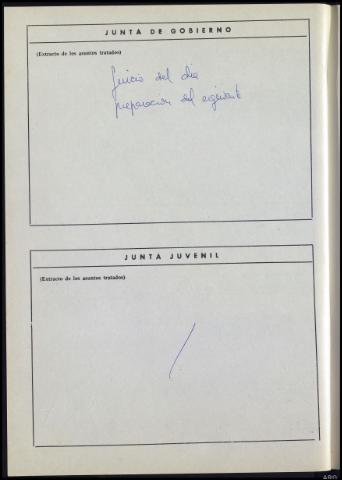 JUNTA DE GOBIERNO
(Extracto de los asuntos tratados)
Juicio del dia
preparación del siguiente
JUNTA JUVENIL
(Extracto de los asuntos tratados)